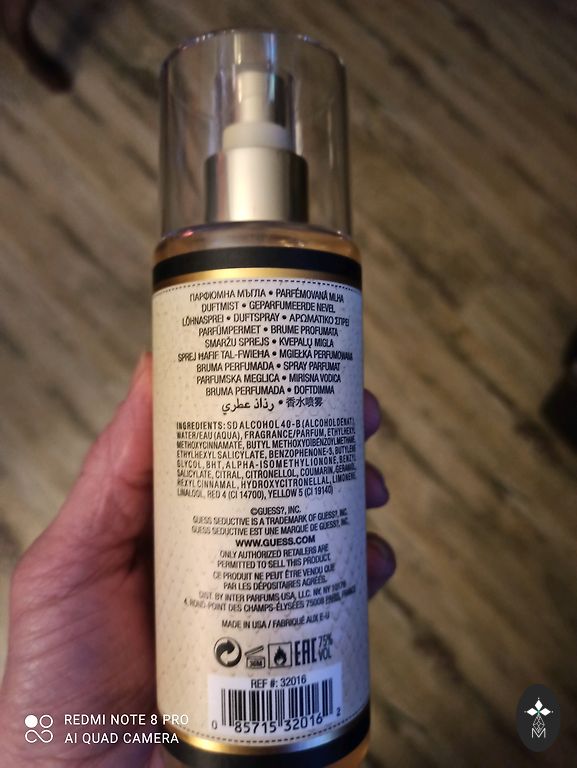 ПАРФЮМНА МЪГЛА • PARFÉMOVANÁ MLHA
DUFTMIST • GEPARFUMEERDE NEVEL
LÕHNASPREI • DUFTSPRAY • ΑΡΩΜΑΤΙΚΟ ΣΠΡΕΪ
PARFÜMPERMET • BRUME PROFUMATA
SMARŽU SPREJS • KVEPALŲ MIGLA
SPREJ HAFIF TAL-FWIEHA • MGIEŁKA PERFUMOWANA
BRUMA PERFUMADA • SPRAY PARFUMAT
PARFUMSKA MEGLICA • MIRISNA VODICA
BRUMA PERFUMADA • DOFTDIMMA
رذاذ عطري • 香水喷雾
INGREDIENTS: SD ALCOHOL 40-B (ALCOHOL DENAT.),
WATER/EAU (AQUA), FRAGRANCE/PARFUM, ETHYLHEXYL
METHOXYCINNAMATE, BUTYL METHOXYDIBENZOYLMETHANE,
ETHYLHEXYL SALICYLATE, BENZOPHENONE-3, BUTYLENE
GLYCOL, BHT, ALPHA-ISOMETHYL IONONE, BENZYL
SALICYLATE, CITRAL, CITRONELLOL, COUMARIN, GERANIOL,
HEXYL CINNAMAL, HYDROXYCITRONELLAL, LIMONENE,
LINALOOL, RED 4 (CI 14700), YELLOW 5 (CI 19140)
©GUESS?, INC.
GUESS SEDUCTIVE IS A TRADEMARK OF GUESS?, INC.
GUESS SEDUCTIVE EST UNE MARQUE DE GUESS?, INC.
WWW.GUESS.COM
ONLY AUTHORIZED RETAILERS ARE
PERMITTED TO SELL THIS PRODUCT.
CE PRODUIT NE PEUT ÊTRE VENDU QUE
PAR LES DÉPOSITAIRES AGRÉÉS.
DIST. BY INTER PARFUMS USA, LLC. NY, NY 10176
4, ROND-POINT DES CHAMPS-ÉLYSÉES 75008 PARIS, FRANCE
MADE IN USA / FABRIQUÉ AUX É-U
30M EAC 75% VOL
REF #: 32016
0 85715 32016 2
REDMI NOTE 8 PRO
AI QUAD CAMERA
M